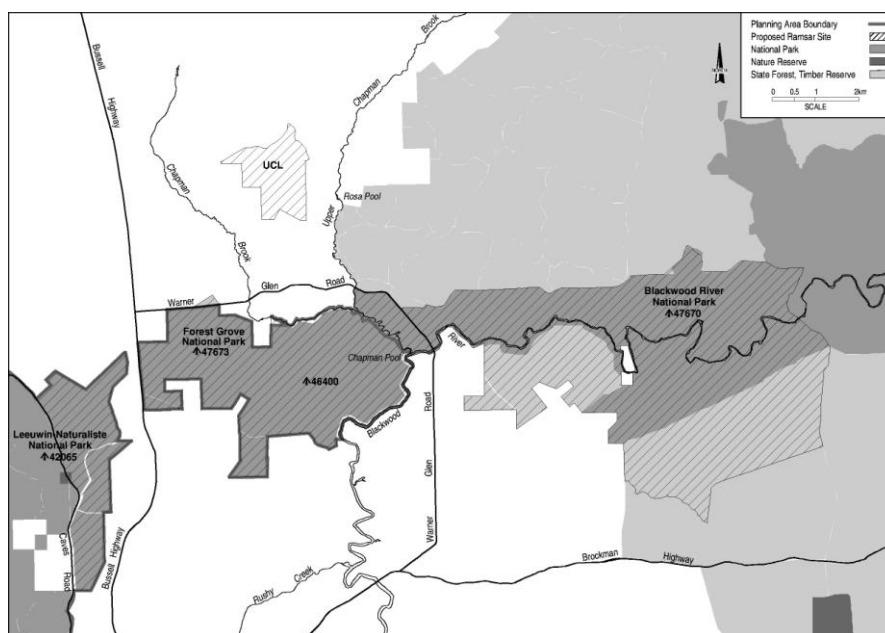 Planning Area Boundary
Proposed Ramsar Site
National Park
Nature Reserve
State Forest, Timber Reserve
0 0.5 1 2km
SCALE
NORTH
Bussell
Highway
Chapman
Brook
Chapman
Brook
UCL
Rosa Pool
Upper
Warner
Glen
Road
Blackwood River
National Park
47670
Forest Grove
National Park
47673
River
Chapman Pool
46400
Blackwood
Road
Glen
Warner
Leeuwin-Naturaliste
National Park
42065
Caves
Road
Bussell
Highway
Rushy
Creek
Brockman
Highway